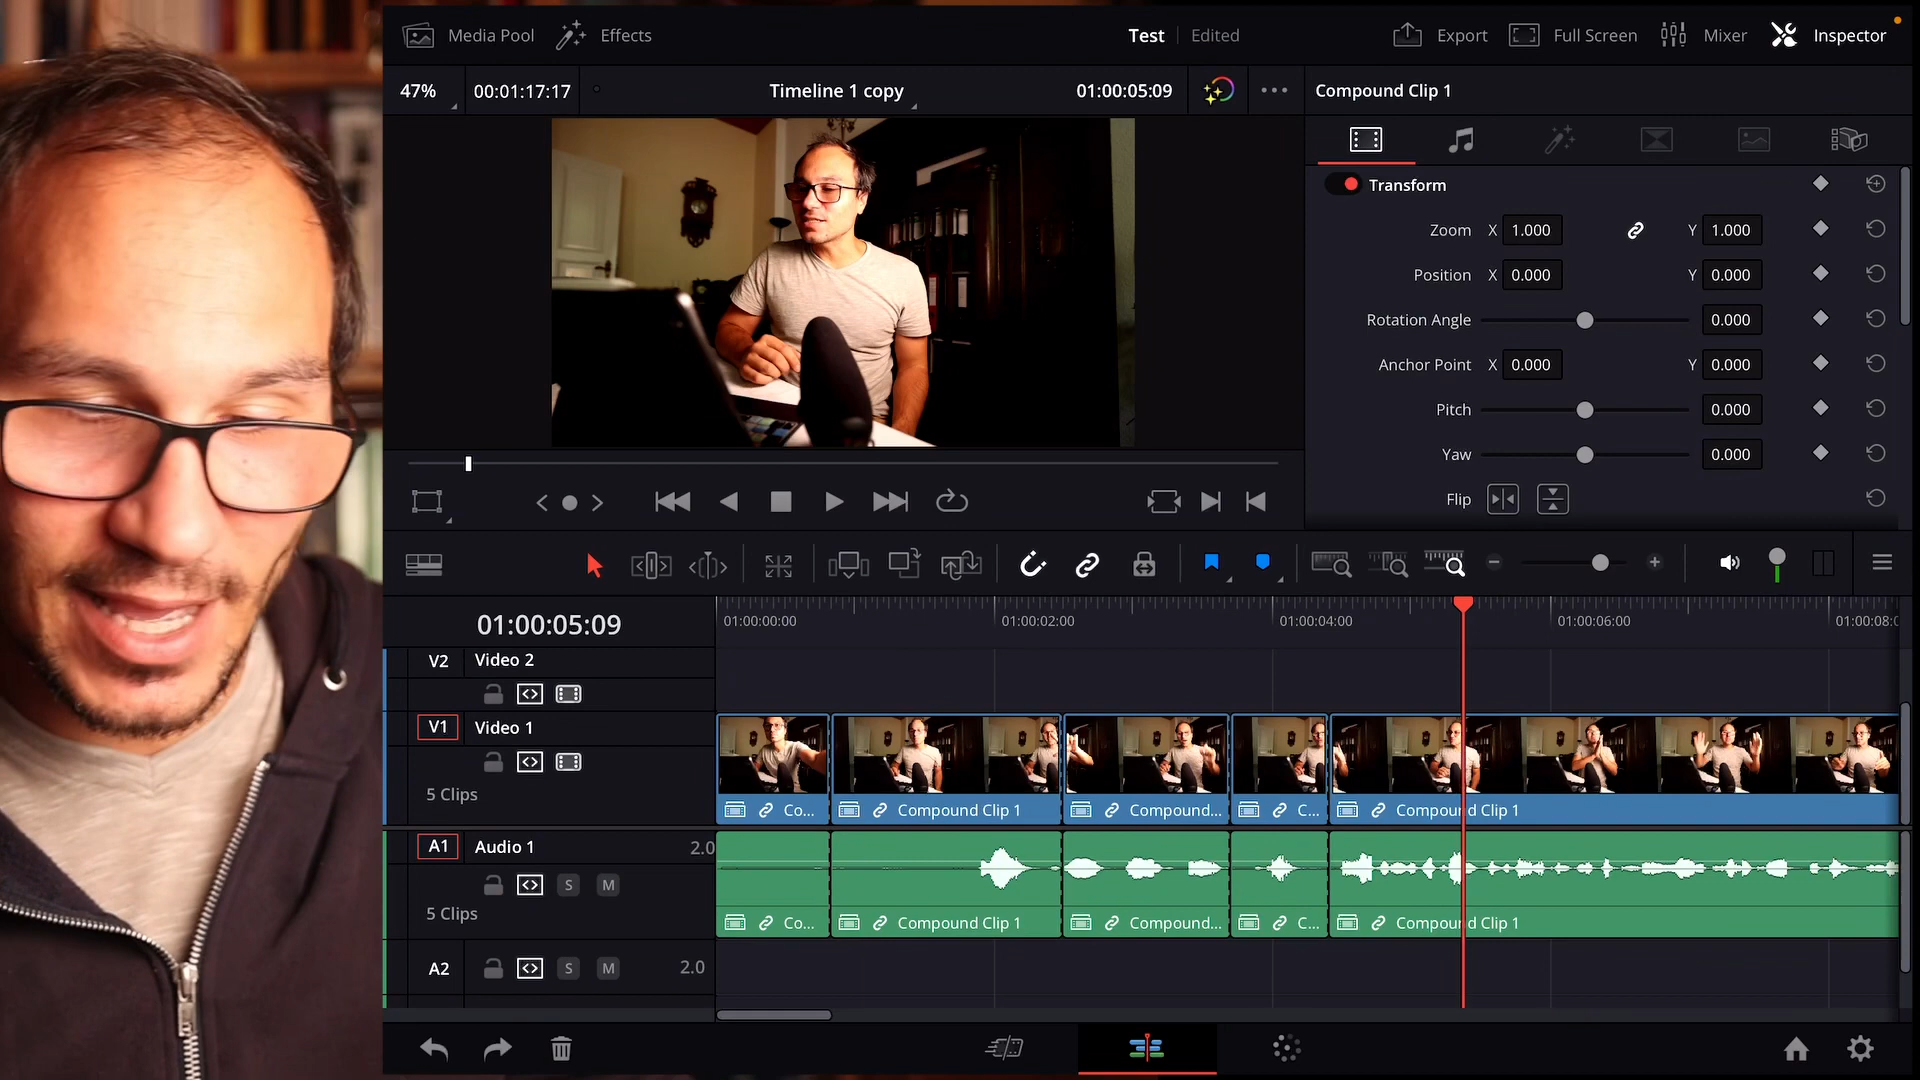 Media Pool Effects Test Edited Export Full Screen Mixer Inspector
47% 00:01:17:17 Timeline 1 copy 01:00:05:09 Compound Clip 1
Transform
Zoom X 1.000 Y 1.000
Position X 0.000 Y 0.000
Rotation Angle 0.000
Anchor Point X 0.000 Y 0.000
Pitch 0.000
Yaw 0.000
Flip
01:00:05:09 01:00:00:00 01:00:02:00 01:00:04:00 01:00:06:00 01:00:08:0
V2 Video 2
V1 Video 1
5 Clips
Co... Compound Clip 1 Compound... C... Compound Clip 1
A1 Audio 1 2.0
S M
5 Clips
Co... Compound Clip 1 Compound... C... Compound Clip 1
A2 S M 2.0